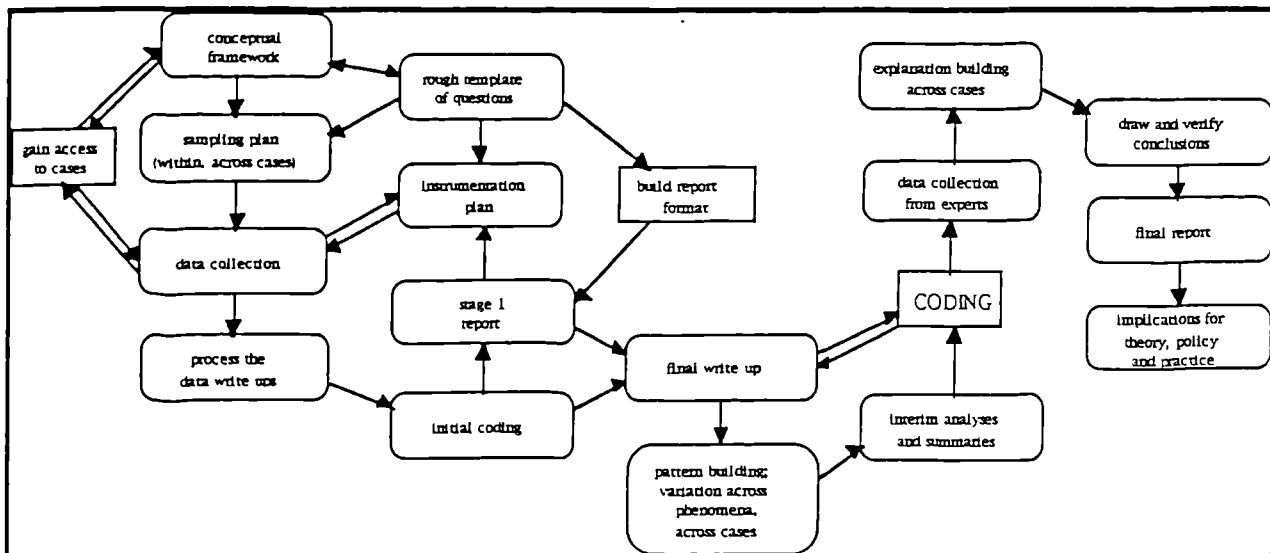 conceptual
framework
rough template
of questions
gain access
to cases
sampling plan
(within, across cases)
instrumentation
plan
build report
format
data collection
stage 1
report
process the
data write ups
initial coding
final write up
pattern building;
variation across
phenomena,
across cases
interim analyses
and summaries
CODING
data collection
from experts
explanation building
across cases
draw and verify
conclusions
final report
implications for
theory, policy
and practice